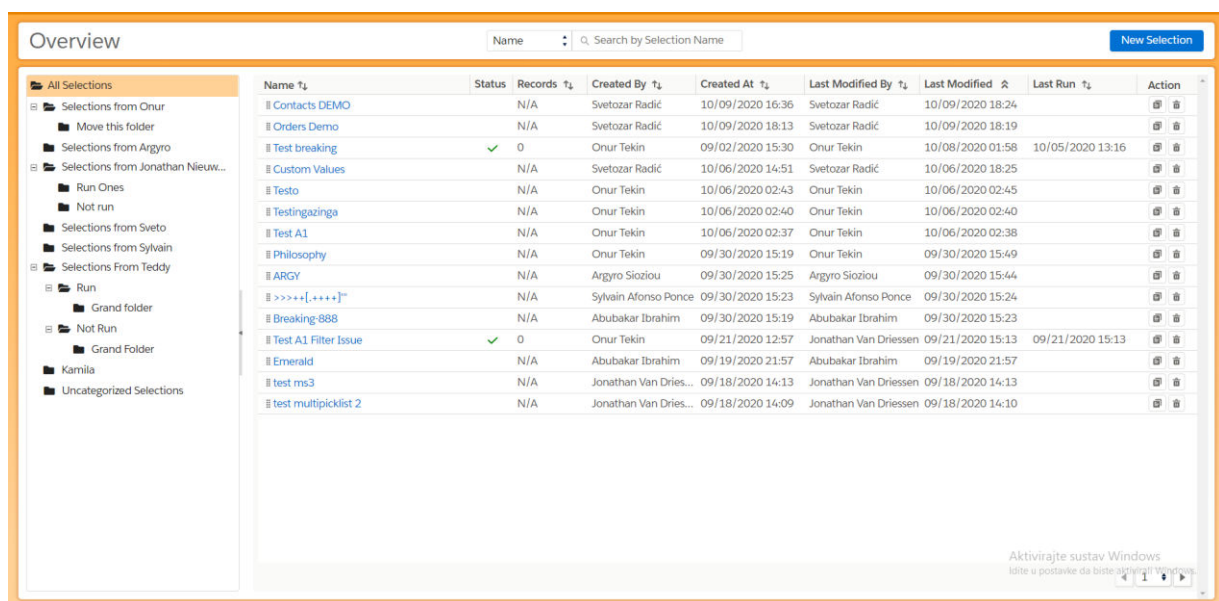 Overview
Name
Search by Selection Name
New Selection
All Selections
Selections from Onur
Move this folder
Selections from Argyro
Selections from Jonathan Nieuw...
Run Ones
Not run
Selections from Sveto
Selections from Sylvain
Selections From Teddy
Run
Grand folder
Not Run
Grand Folder
Kamila
Uncategorized Selections
Name Status Records Created By Created At Last Modified By Last Modified Last Run Action
Contacts DEMO N/A Svetozar Radić 10/09/2020 16:36 Svetozar Radić 10/09/2020 18:24
Orders Demo N/A Svetozar Radić 10/09/2020 18:13 Svetozar Radić 10/09/2020 18:19
Test breaking 0 Onur Tekin 09/02/2020 15:30 Onur Tekin 10/08/2020 01:58 10/05/2020 13:16
Custom Values N/A Svetozar Radić 10/06/2020 14:51 Svetozar Radić 10/06/2020 18:25
Testo N/A Onur Tekin 10/06/2020 02:43 Onur Tekin 10/06/2020 02:45
Testingazinga N/A Onur Tekin 10/06/2020 02:40 Onur Tekin 10/06/2020 02:40
Test A1 N/A Onur Tekin 10/06/2020 02:37 Onur Tekin 10/06/2020 02:38
Philosophy N/A Onur Tekin 09/30/2020 15:19 Onur Tekin 09/30/2020 15:49
ARGY N/A Argyro Sioziou 09/30/2020 15:25 Argyro Sioziou 09/30/2020 15:44
N/A Sylvain Afonso Ponce 09/30/2020 15:23 Sylvain Afonso Ponce 09/30/2020 15:24
Breaking-888 N/A Abubakar Ibrahim 09/30/2020 15:19 Abubakar Ibrahim 09/30/2020 15:23
Test A1 Filter Issue 0 Onur Tekin 09/21/2020 12:57 Jonathan Van Driessen 09/21/2020 15:13 09/21/2020 15:13
Emerald N/A Abubakar Ibrahim 09/19/2020 21:57 Abubakar Ibrahim 09/19/2020 21:57
test ms3 N/A Jonathan Van Dries... 09/18/2020 14:13 Jonathan Van Driessen 09/18/2020 14:13
test multipicklist 2 N/A Jonathan Van Dries... 09/18/2020 14:09 Jonathan Van Driessen 09/18/2020 14:10
Aktivirajte sustav Windows
Idite u postavke da biste aktivirali Windows.
1